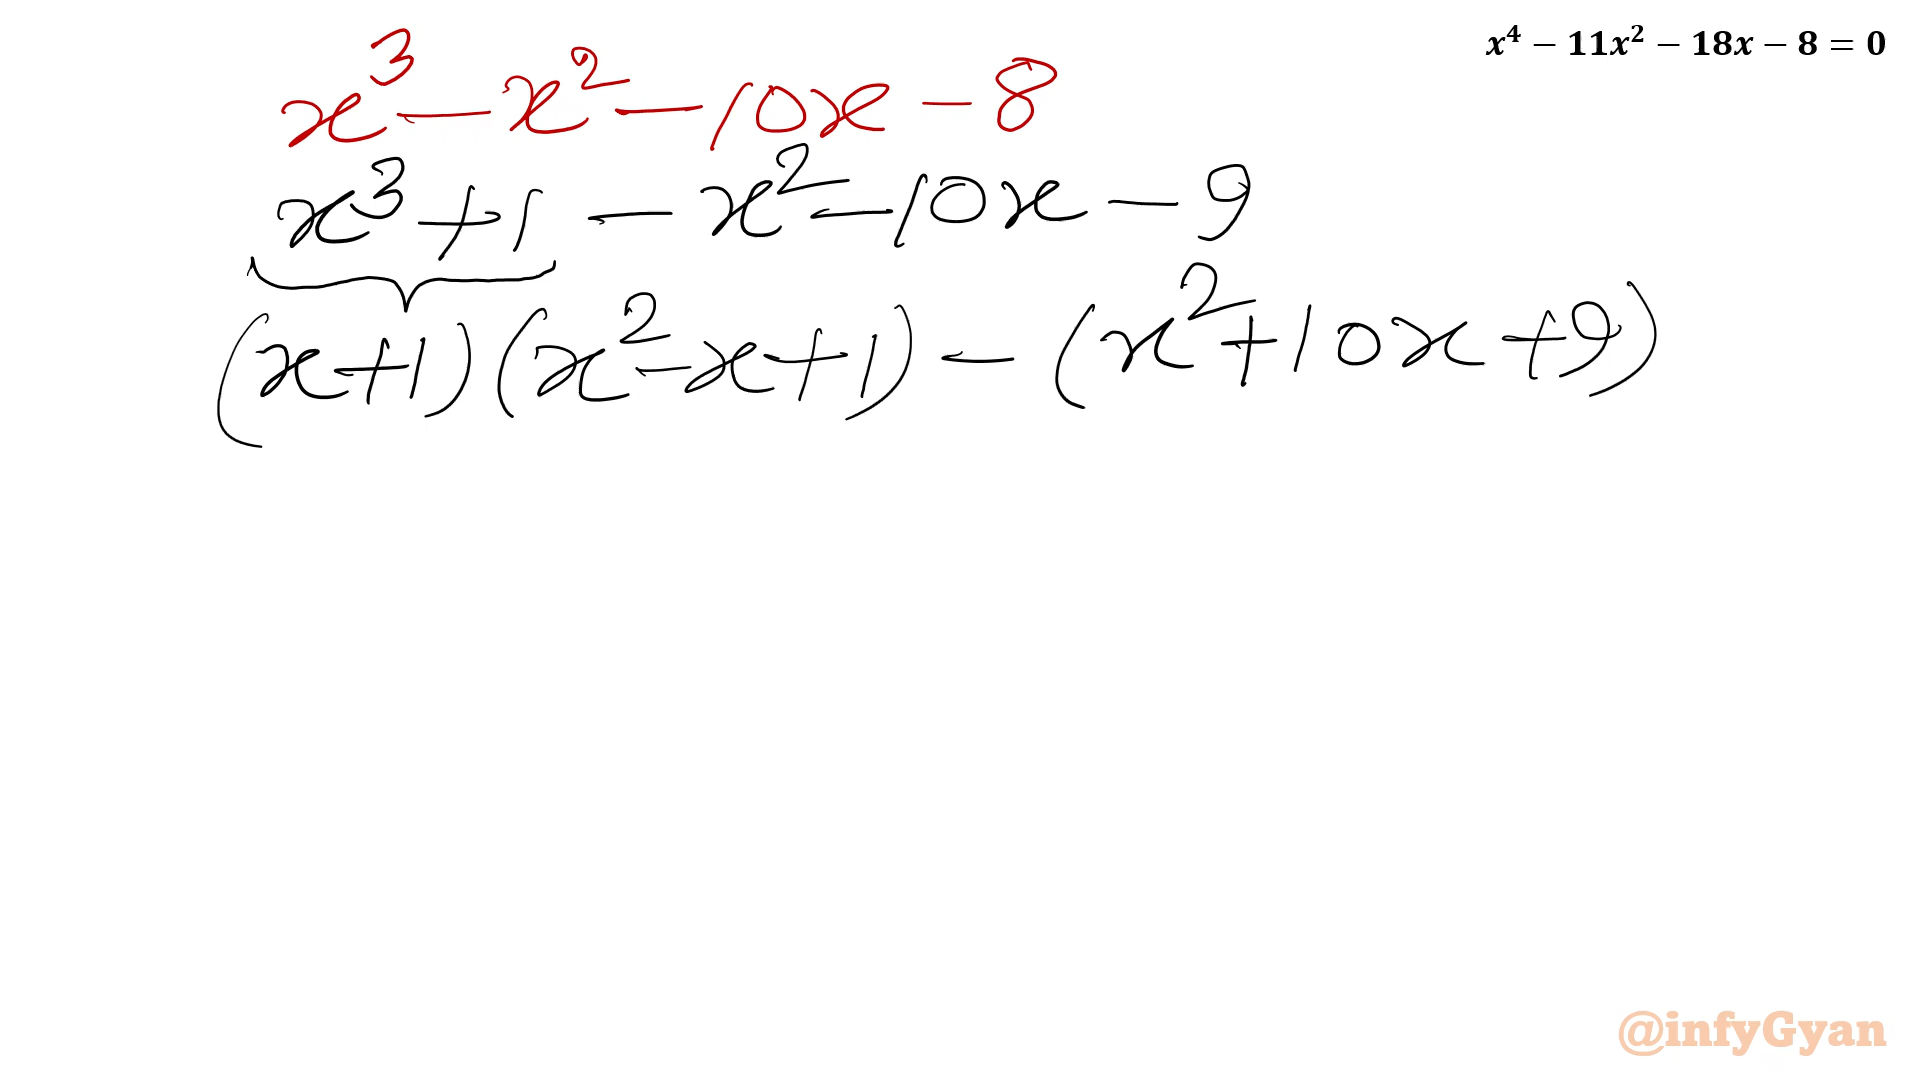 x⁴ − 11x² − 18x − 8 = 0
x³ − x² − 10x − 8
x³ + 1 − x² − 10x − 9
(x+1)(x² − x + 1) − (x² + 10x + 9)
@infyGyan